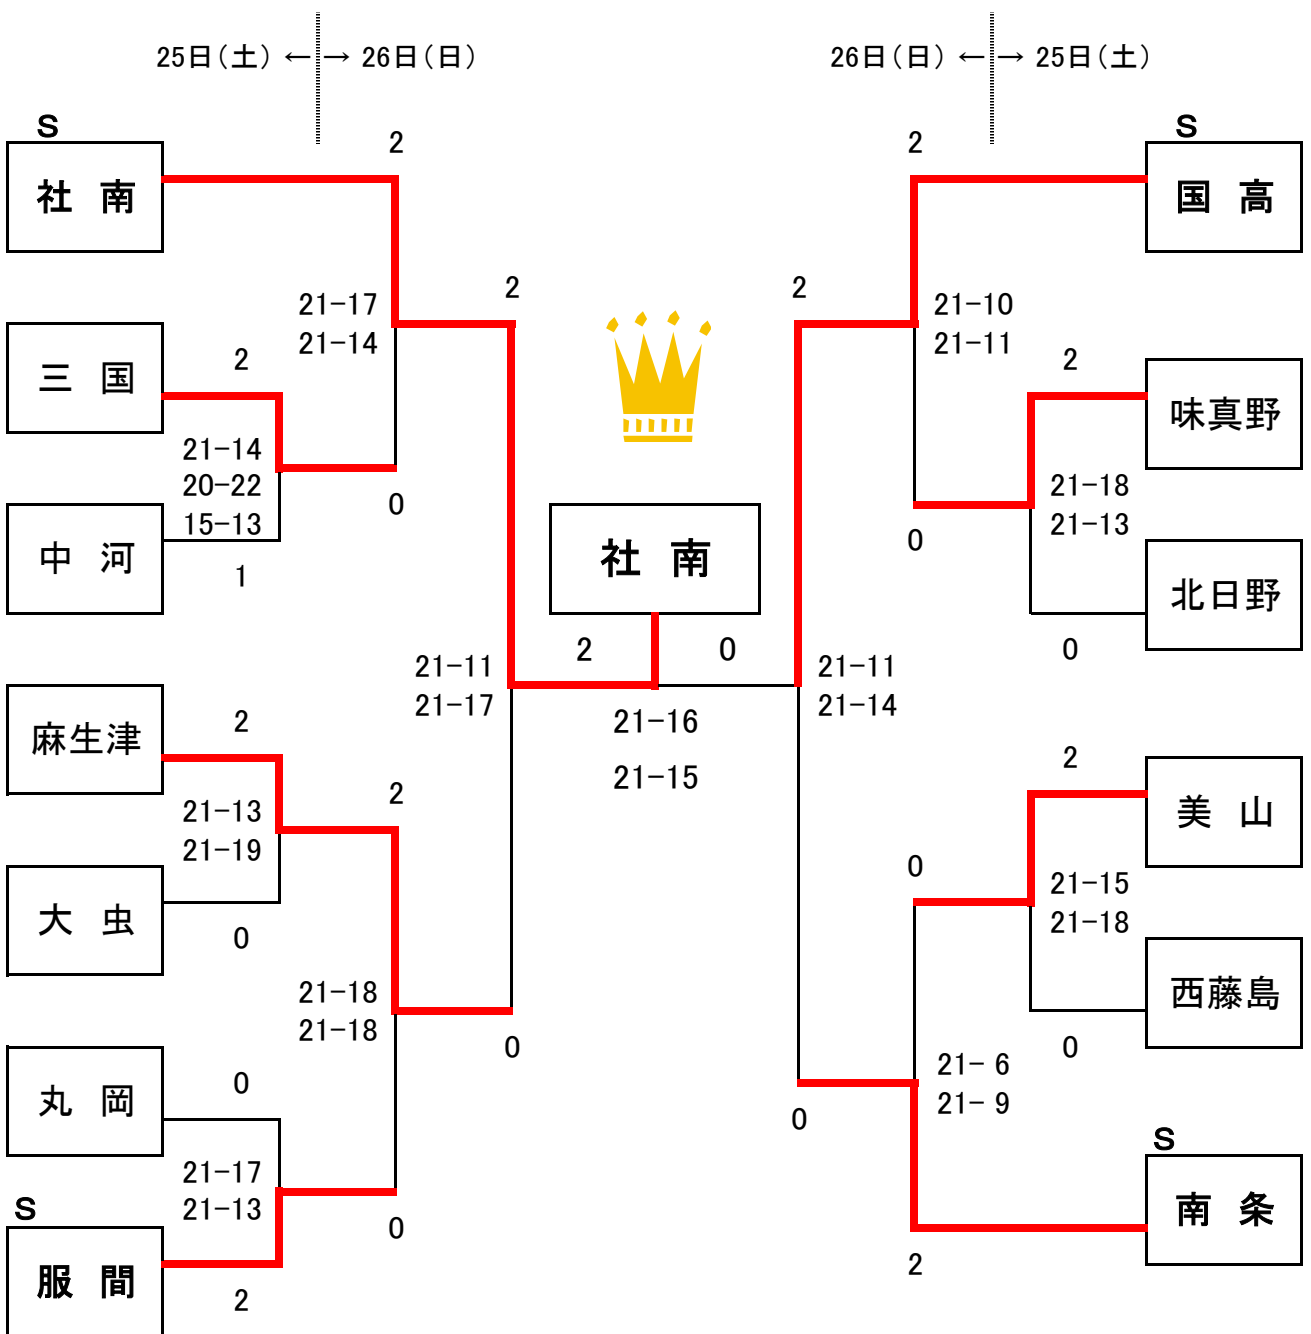 25日(土) ←→ 26日(日)
26日(日) ←→ 25日(土)
S
社 南
2
21-17
21-14
三 国
2
21-14
20-22
15-13
中 河
1
0
2
麻生津
2
21-13
21-19
大 虫
0
2
21-18
21-18
丸 岡
0
21-17
21-13
S
服 間
2
0
0
21-11
21-17
社 南
2
0
21-16
21-15
S
国 高
2
21-10
21-11
2
味真野
2
21-18
21-13
北日野
0
0
21-11
21-14
美 山
2
21-15
21-18
西藤島
0
0
21- 6
21- 9
0
S
南 条
2